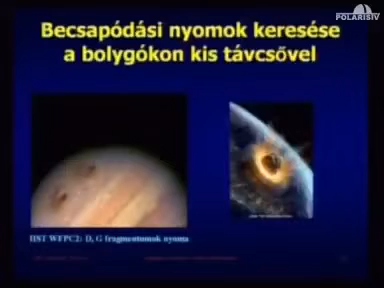 POLARISTV
Becsapódási nyomok keresése
a bolygókon kis távcsővel
HST WFPC2: D, G fragmentumok nyoma